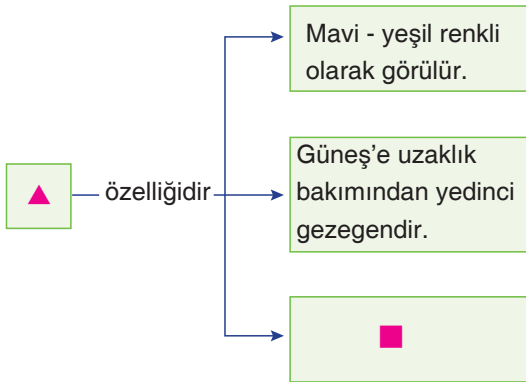 Mavi - yeşil renkli
olarak görülür.
özelliğidir
Güneş’e uzaklık
bakımından yedinci
gezegendir.